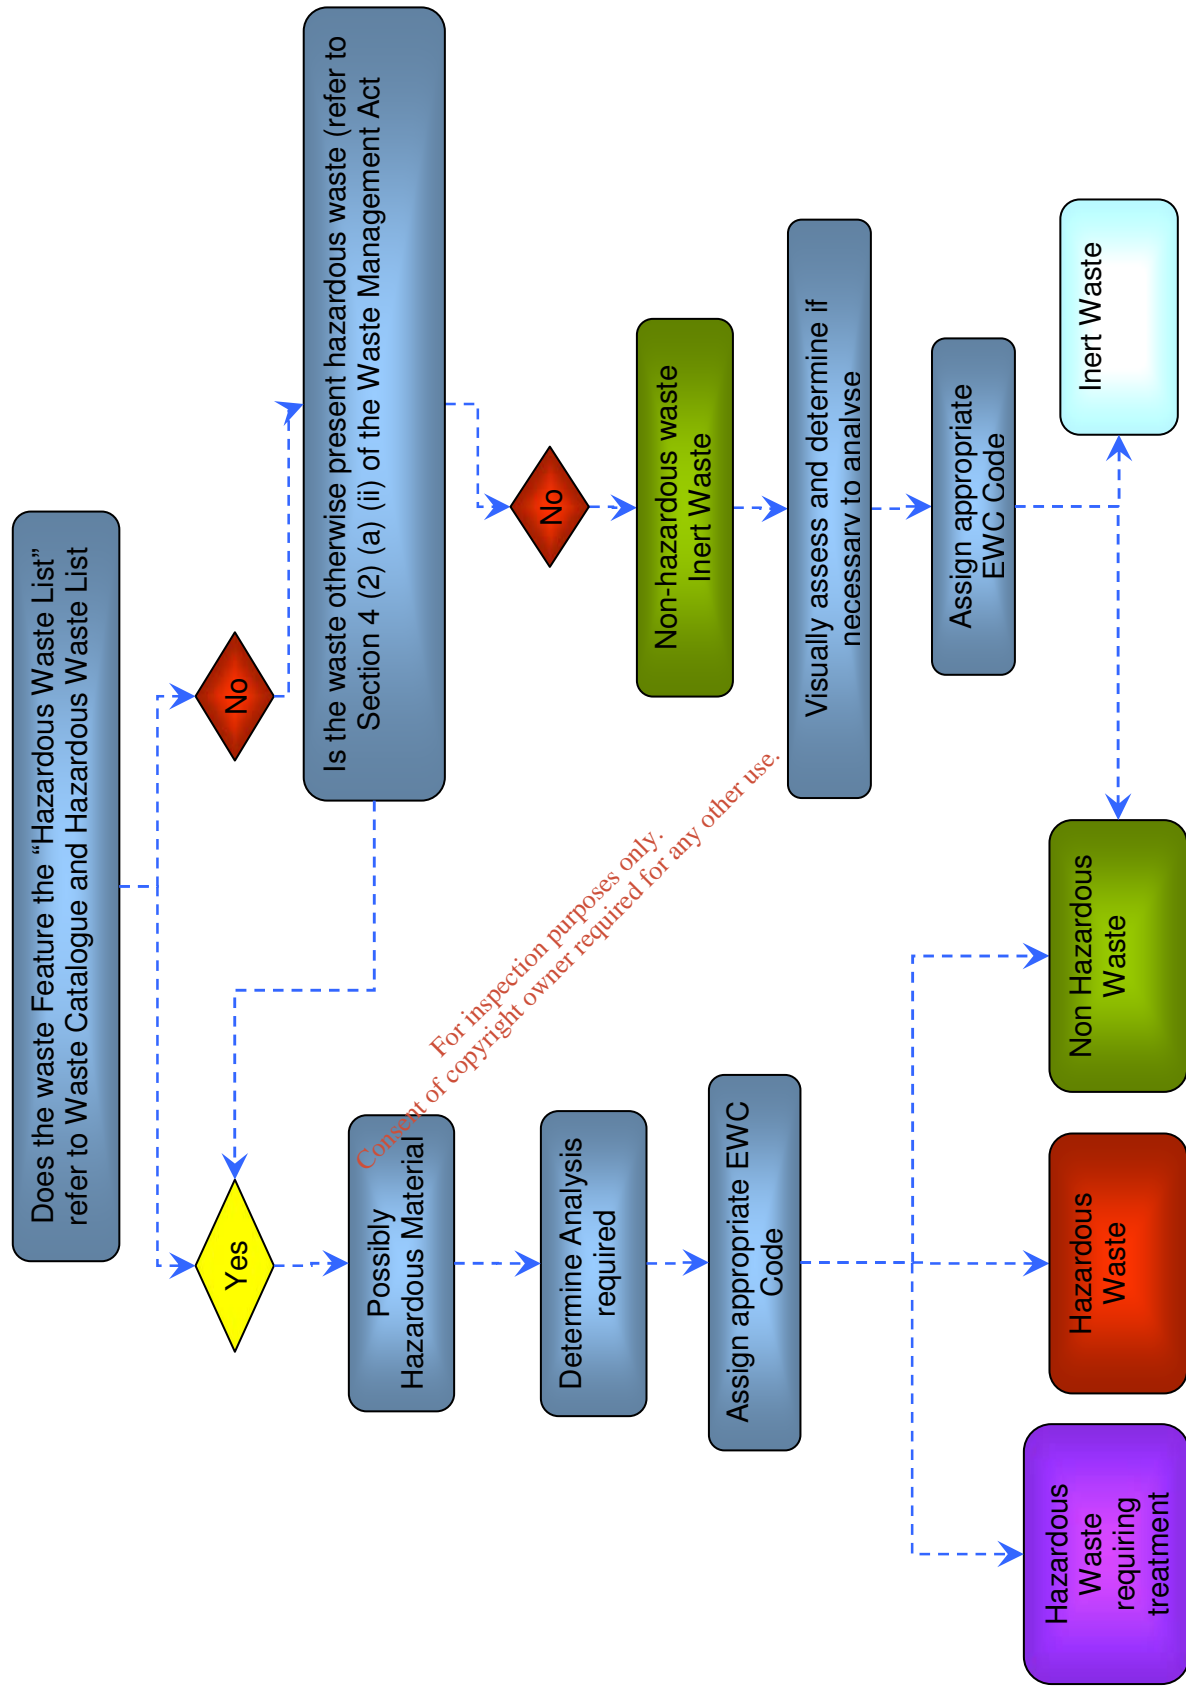 Does the waste Feature the “Hazardous Waste List”
refer to Waste Catalogue and Hazardous Waste List
Yes
No
Is the waste otherwise present hazardous waste (refer to
Section 4 (2) (a) (ii) of the Waste Management Act
No
Possibly
Hazardous Material
Determine Analysis
required
Assign appropriate EWC
Code
Non-hazardous waste
Inert Waste
Visually assess and determine if
necessary to analyse
Assign appropriate
EWC Code
Hazardous
Waste
requiring
treatment
Hazardous
Waste
Non Hazardous
Waste
Inert Waste
For inspection purposes only.
Consent of copyright owner required for any other use.